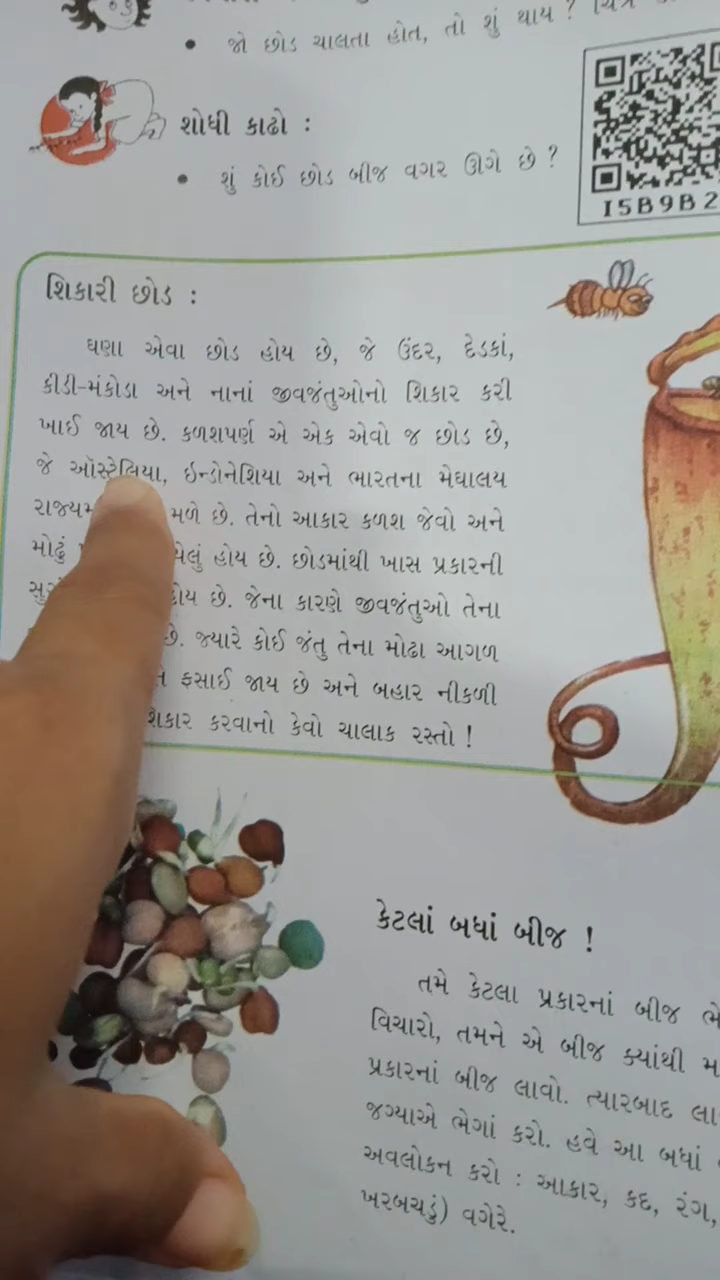 જો છોડ ચાલતા હોત, તો શું થાય ? ચિત્ર
શોધી કાઢો :
શું કોઈ છોડ બીજ વગર ઊગે છે ?
I5B9B2
શિકારી છોડ :
ઘણા એવા છોડ હોય છે, જે ઉંદર, દેડકાં,
કીડી-મંકોડા અને નાનાં જીવજંતુઓનો શિકાર કરી
ખાઈ જાય છે. કળશપર્ણ એ એક એવો જ છોડ છે,
જે ઑસ્ટ્રેલિયા, ઇન્ડોનેશિયા અને ભારતના મેઘાલય
મળે છે. તેનો આકાર કળશ જેવો અને
મોઢું હોય છે. છોડમાંથી ખાસ પ્રકારની
હોય છે. જેના કારણે જીવજંતુઓ તેના
છે. જ્યારે કોઈ જંતુ તેના મોઢા આગળ
ફસાઈ જાય છે અને બહાર નીકળી
શિકાર કરવાનો કેવો ચાલાક રસ્તો !
કેટલાં બધાં બીજ !
તમે કેટલા પ્રકારનાં બીજ
વિચારો, તમને એ બીજ ક્યાંથી
પ્રકારનાં બીજ લાવો. ત્યારબાદ
જગ્યાએ ભેગાં કરો. હવે આ બધાં
અવલોકન કરો : આકાર, કદ, રંગ,
ખરબચડું) વગેરે.